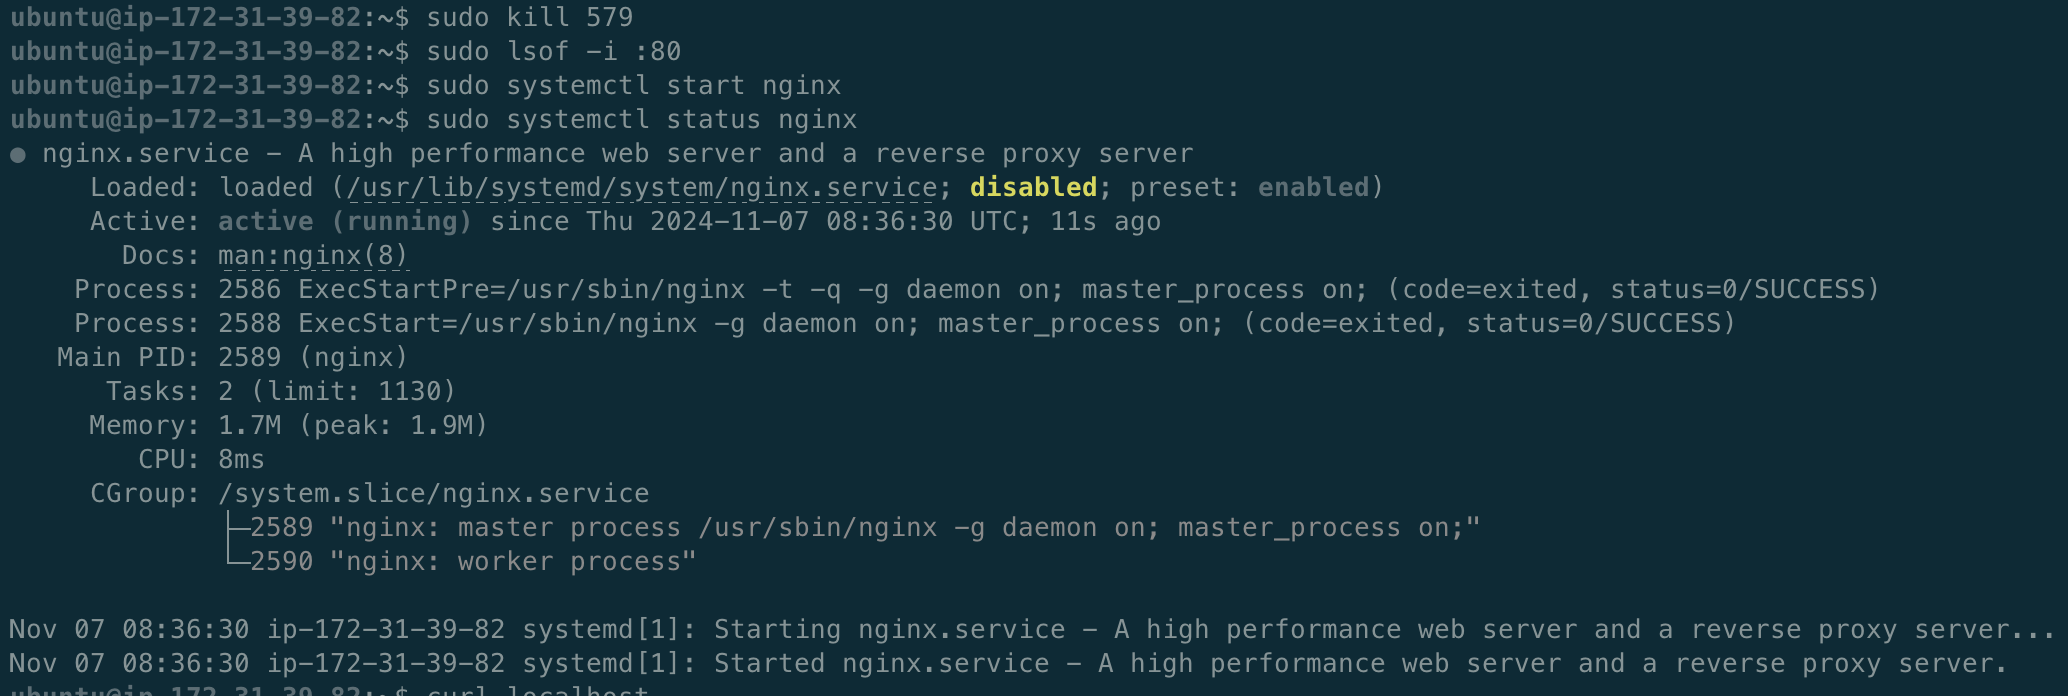 ubuntu@ip-172-31-39-82:~$ sudo kill 579
ubuntu@ip-172-31-39-82:~$ sudo lsof -i :80
ubuntu@ip-172-31-39-82:~$ sudo systemctl start nginx
ubuntu@ip-172-31-39-82:~$ sudo systemctl status nginx
● nginx.service - A high performance web server and a reverse proxy server
     Loaded: loaded (/usr/lib/systemd/system/nginx.service; disabled; preset: enabled)
     Active: active (running) since Thu 2024-11-07 08:36:30 UTC; 11s ago
       Docs: man:nginx(8)
    Process: 2586 ExecStartPre=/usr/sbin/nginx -t -q -g daemon on; master_process on; (code=exited, status=0/SUCCESS)
    Process: 2588 ExecStart=/usr/sbin/nginx -g daemon on; master_process on; (code=exited, status=0/SUCCESS)
   Main PID: 2589 (nginx)
      Tasks: 2 (limit: 1130)
     Memory: 1.7M (peak: 1.9M)
        CPU: 8ms
     CGroup: /system.slice/nginx.service
             ├─2589 "nginx: master process /usr/sbin/nginx -g daemon on; master_process on;"
             └─2590 "nginx: worker process"

Nov 07 08:36:30 ip-172-31-39-82 systemd[1]: Starting nginx.service - A high performance web server and a reverse proxy server...
Nov 07 08:36:30 ip-172-31-39-82 systemd[1]: Started nginx.service - A high performance web server and a reverse proxy server.
ubuntu@ip-172-31-39-82:~$ curl localhost